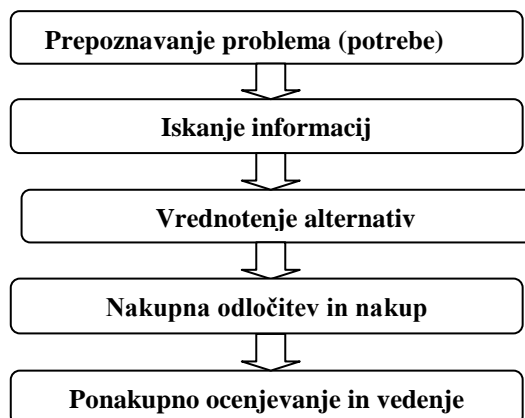 Prepoznavanje problema (potrebe)
Iskanje informacij
Vrednotenje alternativ
Nakupna odločitev in nakup
Ponakupno ocenjevanje in vedenje